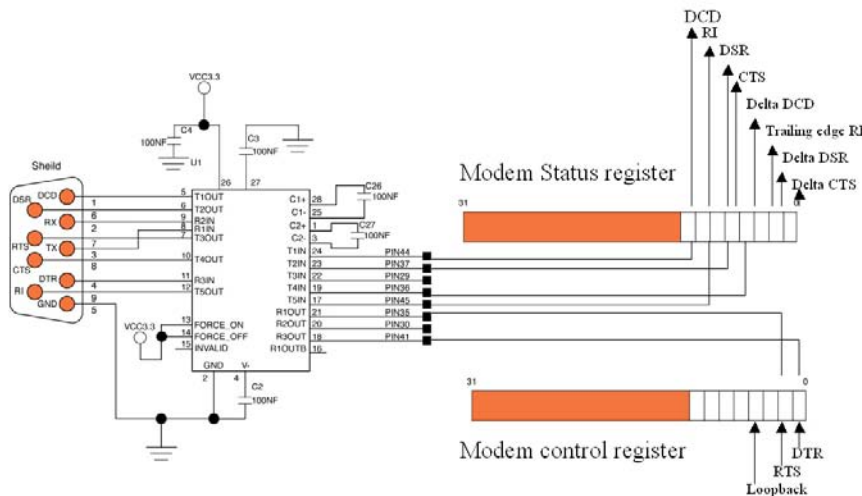 DCD
RI
DSR
CTS
Delta DCD
Trailing edge RI
Delta DSR
Delta CTS
Modem Status register
31
0
VCC3.3
C4
100NF
U1
C3
100NF
26
27
Sheild
DSR
DCD
RX
RTS
TX
CTS
DTR
RI
GND
1
6
2
7
3
8
4
9
5
5
6
9
8
7
10
11
12
13
14
15
T1OUT
T2OUT
R2IN
R1IN
T3OUT
T4OUT
R3IN
T5OUT
FORCE_ON
FORCE_OFF
INVALID
VCC3.3
GND
V-
2
4
C2
100NF
C1+
C1-
C2+
C2-
T1IN
T2IN
T3IN
T4IN
T5IN
R1OUT
R2OUT
R3OUT
R1OUTB
28
25
1
3
24
23
22
19
17
21
20
18
16
C26
100NF
C27
100NF
PIN44
PIN37
PIN29
PIN36
PIN45
PIN35
PIN30
PIN41
31
0
Modem control register
DTR
RTS
Loopback